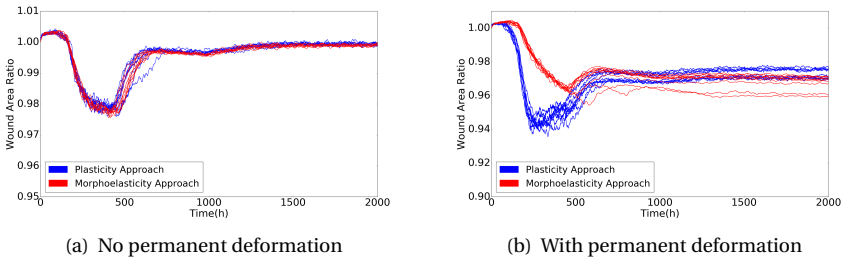 1.01
1.00
0.99
0.98
0.97
0.96
0.95
Wound Area Ratio
Plasticity Approach
Morphoelasticity Approach
0
500
1000
1500
2000
Time(h)
(a) No permanent deformation
1.00
0.98
0.96
0.94
0.92
0.90
Wound Area Ratio
Plasticity Approach
Morphoelasticity Approach
0
500
1000
1500
2000
Time(h)
(b) With permanent deformation